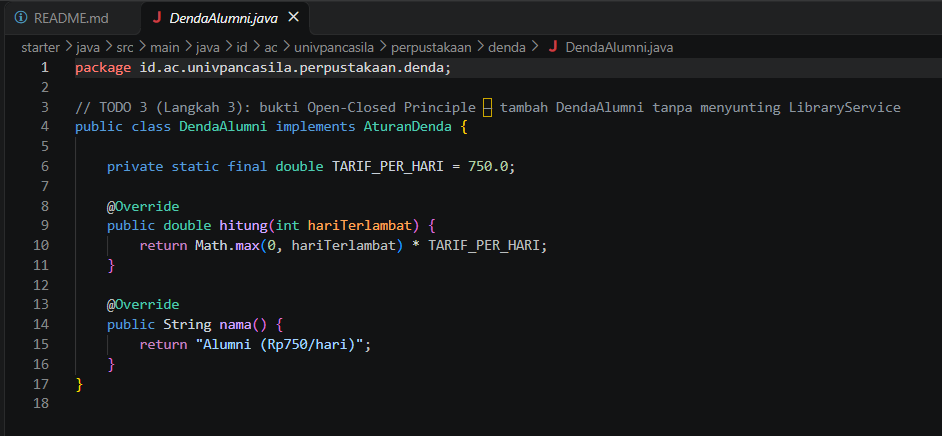 README.md
DendaAlumni.java
starter > java > src > main > java > id > ac > univpancasila > perpustakaan > denda > DendaAlumni.java
1 package id.ac.univpancasila.perpustakaan.denda;
2
3 // TODO 3 (Langkah 3): bukti Open-Closed Principle — tambah DendaAlumni tanpa menyunting LibraryService
4 public class DendaAlumni implements AturanDenda {
5
6     private static final double TARIF_PER_HARI = 750.0;
7
8     @Override
9     public double hitung(int hariTerlambat) {
10         return Math.max(0, hariTerlambat) * TARIF_PER_HARI;
11     }
12
13     @Override
14     public String nama() {
15         return "Alumni (Rp750/hari)";
16     }
17 }
18